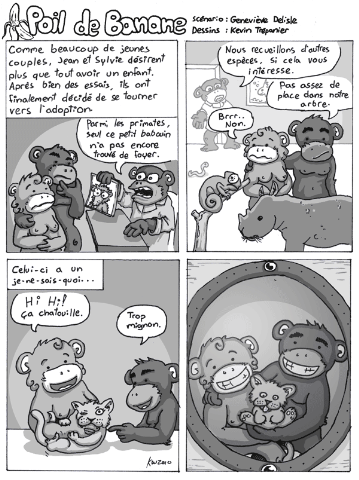 Poil de Banane
scénario: Geneviève Delisle
Dessins: Kevin Trepanier
Comme beaucoup de jeunes
couples, Jean et Sylvie désirent
plus que tout avoir un enfant.
Après bien des essais, ils ont
finalement décidé de se tourner
vers l'adoption
Parmi les primates,
seul ce petit babouin
n'a pas encore
trouvé de foyer.
Nous recueillons d'autres
espèces, si cela vous
intéresse.
Pas assez de
place dans notre
arbre.
Brrr..
Non.
Celui-ci a un
je-ne-sais-quoi...
Hi Hi!
ça chatouille.
Trop
mignon.